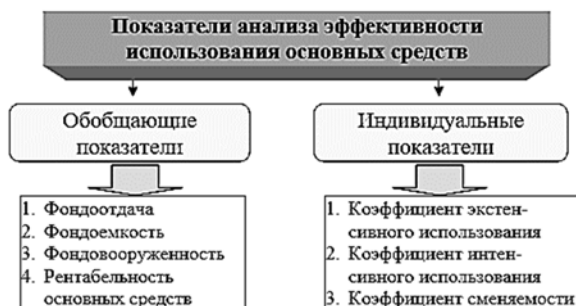 Показатели анализа эффективности
использования основных средств
Обобщающие
показатели
Индивидуальные
показатели
1. Фондоотдача
2. Фондоемкость
3. Фондовооруженность
4. Рентабельность
основных средств
1. Коэффициент экстен-
сивного использования
2. Коэффициент интен-
сивного использования
3. Коэффициент сменяемости